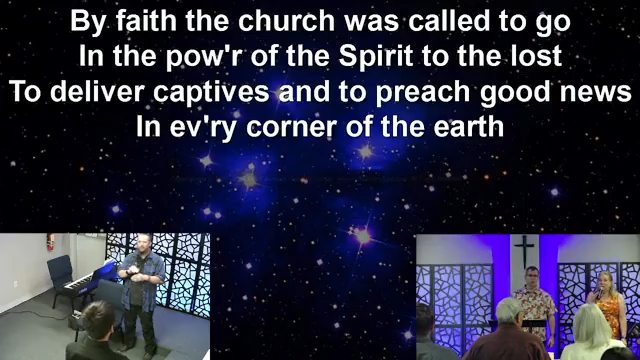 By faith the church was called to go
In the pow'r of the Spirit to the lost
To deliver captives and to preach good news
In ev'ry corner of the earth